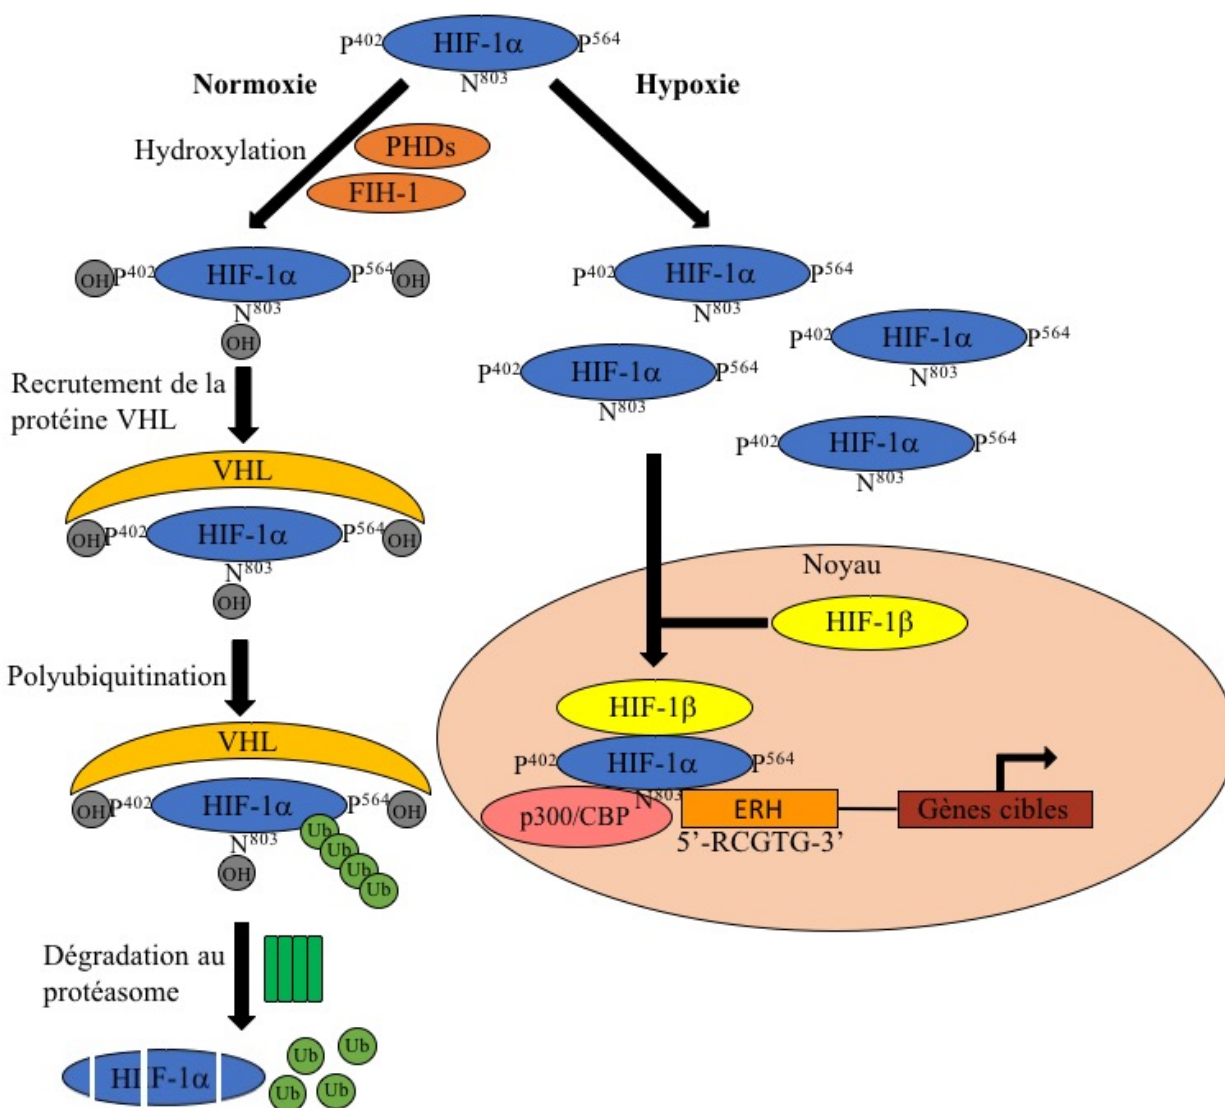 P402 HIF-1α P564
N803
Normoxie
Hypoxie
Hydroxylation
PHDs
FIH-1
OH P402 HIF-1α P564 OH
N803
OH
Recrutement de la
protéine VHL
VHL
OH P402 HIF-1α P564 OH
N803
OH
Polyubiquitination
VHL
OH P402 HIF-1α P564 OH
N803
OH
Ub
Ub
Ub
Ub
Dégradation au
protéasome
HIF-1α
Ub
Ub
Ub
Ub
P402 HIF-1α P564
N803
P402 HIF-1α P564
N803
P402 HIF-1α P564
N803
P402 HIF-1α P564
N803
Noyau
HIF-1β
HIF-1β
P402 HIF-1α P564
N803
p300/CBP
ERH
Gènes cibles
5’-RCGTG-3’